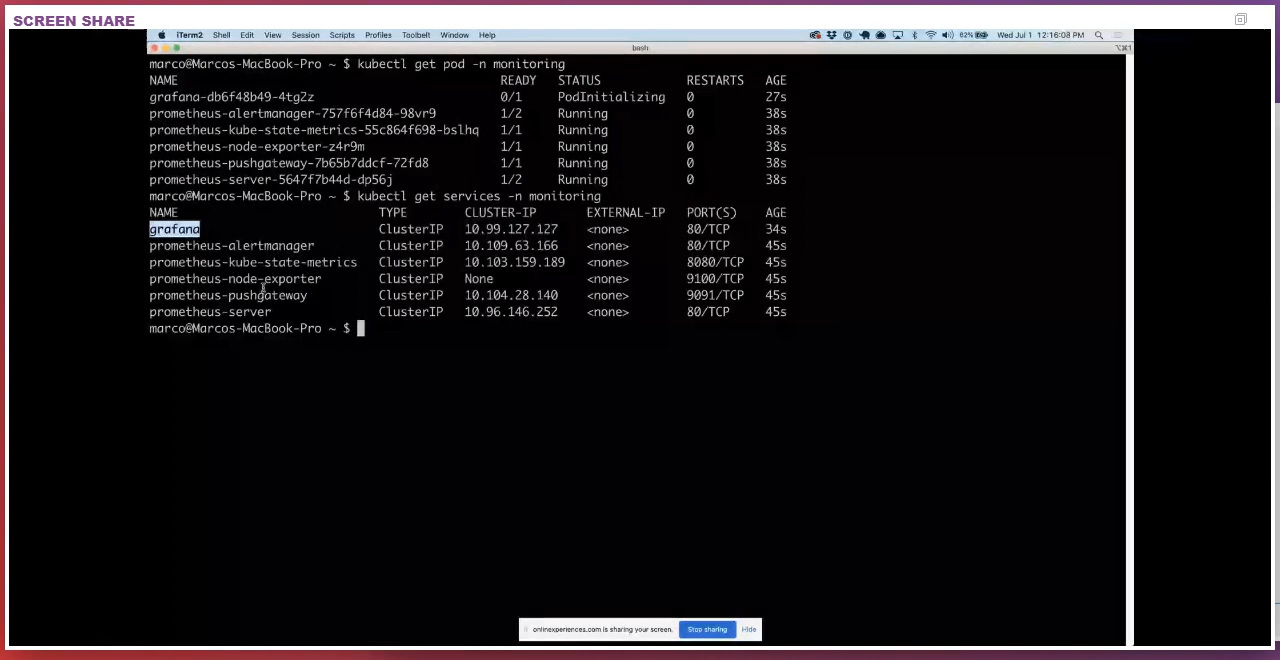 SCREEN SHARE
iTerm2 Shell Edit View Session Scripts Profiles Toolbelt Window Help 82% Wed Jul 1 12:16:08 PM
bash ⌥⌘1
marco@Marcos-MacBook-Pro ~ $ kubectl get pod -n monitoring
NAME READY STATUS RESTARTS AGE
grafana-db6f48b49-4tg2z 0/1 PodInitializing 0 27s
prometheus-alertmanager-757f6f4d84-98vr9 1/2 Running 0 38s
prometheus-kube-state-metrics-55c864f698-bslhq 1/1 Running 0 38s
prometheus-node-exporter-z4r9m 1/1 Running 0 38s
prometheus-pushgateway-7b65b7ddcf-72fd8 1/1 Running 0 38s
prometheus-server-5647f7b44d-dp56j 1/2 Running 0 38s
marco@Marcos-MacBook-Pro ~ $ kubectl get services -n monitoring
NAME TYPE CLUSTER-IP EXTERNAL-IP PORT(S) AGE
grafana ClusterIP 10.99.127.127 <none> 80/TCP 34s
prometheus-alertmanager ClusterIP 10.109.63.166 <none> 80/TCP 45s
prometheus-kube-state-metrics ClusterIP 10.103.159.189 <none> 8080/TCP 45s
prometheus-node-exporter ClusterIP None <none> 9100/TCP 45s
prometheus-pushgateway ClusterIP 10.104.28.140 <none> 9091/TCP 45s
prometheus-server ClusterIP 10.96.146.252 <none> 80/TCP 45s
marco@Marcos-MacBook-Pro ~ $
onlinexperiences.com is sharing your screen. Stop sharing Hide